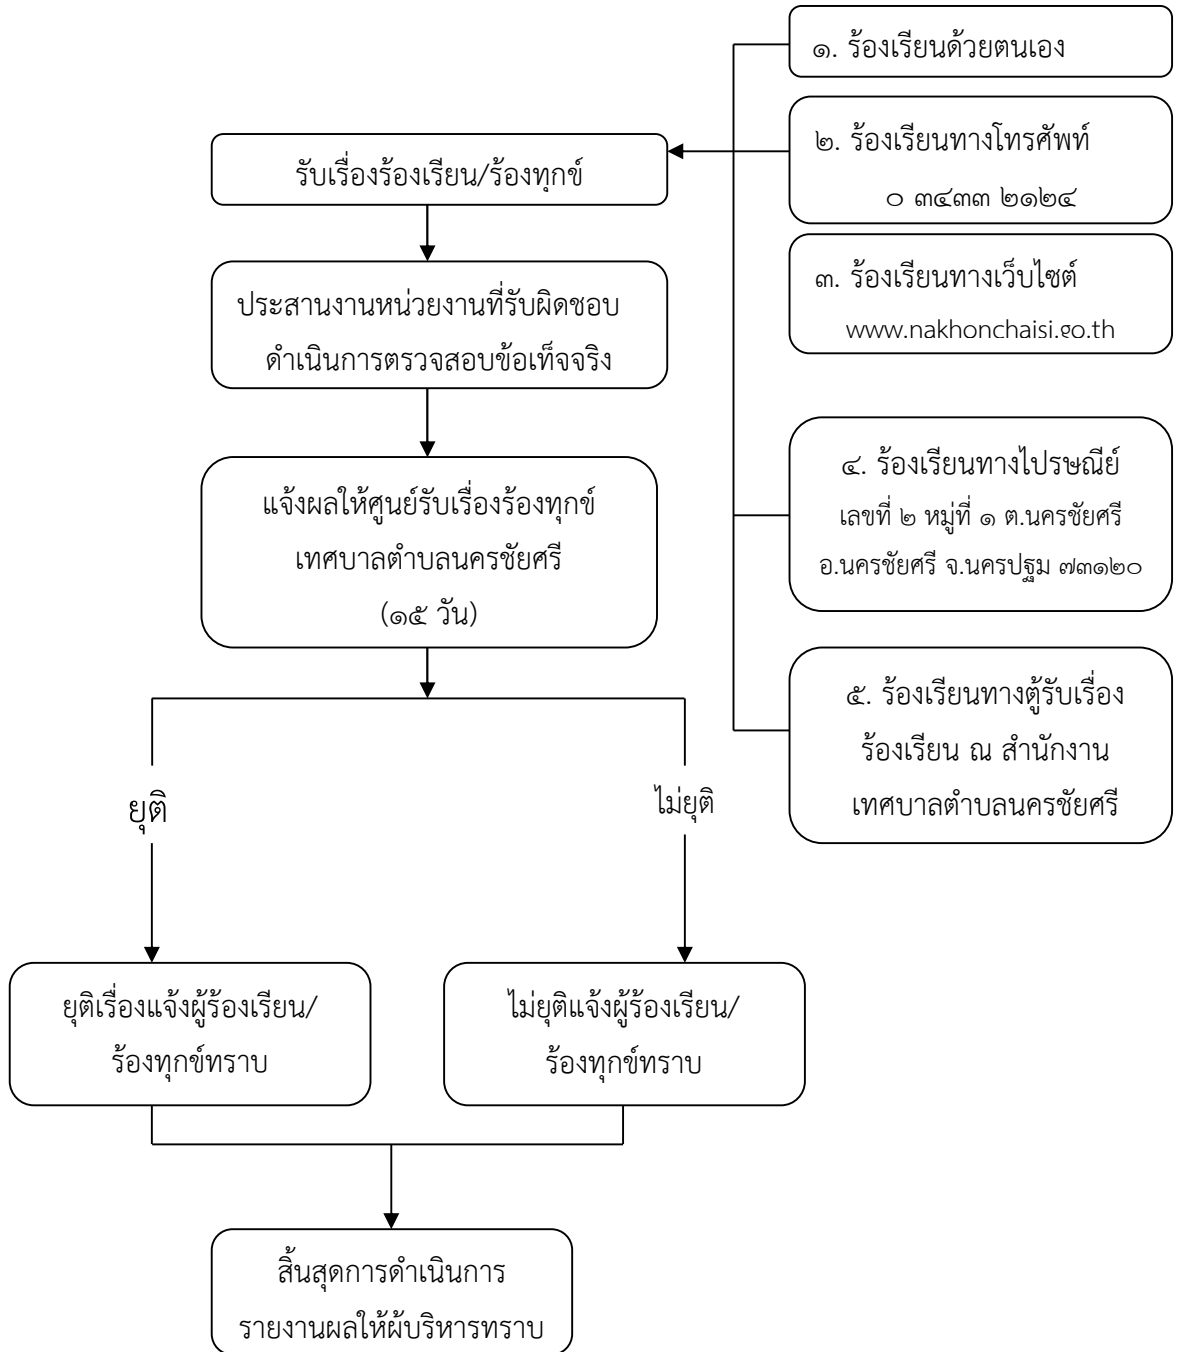 ๑. ร้องเรียนด้วยตนเอง
๒. ร้องเรียนทางโทรศัพท์
๐ ๓๔๓๓ ๒๑๒๔
๓. ร้องเรียนทางเว็บไซต์
www.nakhonchaisi.go.th
๔. ร้องเรียนทางไปรษณีย์
เลขที่ ๒ หมู่ที่ ๑ ต.นครชัยศรี
อ.นครชัยศรี จ.นครปฐม ๗๓๑๒๐
๕. ร้องเรียนทางตู้รับเรื่อง
ร้องเรียน ณ สำนักงาน
เทศบาลตำบลนครชัยศรี
รับเรื่องร้องเรียน/ร้องทุกข์
ประสานงานหน่วยงานที่รับผิดชอบ
ดำเนินการตรวจสอบข้อเท็จจริง
แจ้งผลให้ศูนย์รับเรื่องร้องทุกข์
เทศบาลตำบลนครชัยศรี
(๑๕ วัน)
ยุติ
ไม่ยุติ
ยุติเรื่องแจ้งผู้ร้องเรียน/
ร้องทุกข์ทราบ
ไม่ยุติแจ้งผู้ร้องเรียน/
ร้องทุกข์ทราบ
สิ้นสุดการดำเนินการ
รายงานผลให้ผู้บริหารทราบ